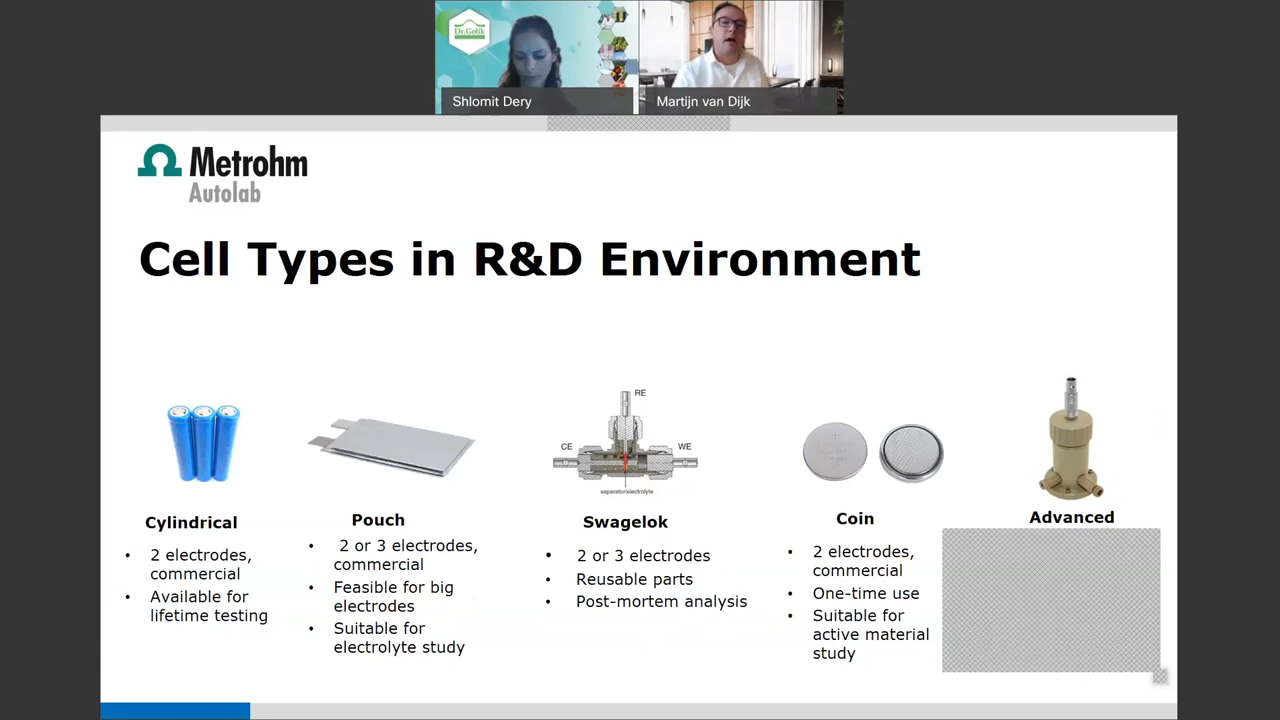 Dr.Golik
Shlomit Dery
Martijn van Dijk
Metrohm
Autolab
Cell Types in R&D Environment
RE
CE
WE
separator/electrolyte
Cylindrical
• 2 electrodes,
commercial
• Available for
lifetime testing
Pouch
• 2 or 3 electrodes,
commercial
• Feasible for big
electrodes
• Suitable for
electrolyte study
Swagelok
• 2 or 3 electrodes
• Reusable parts
• Post-mortem analysis
Coin
• 2 electrodes,
commercial
• One-time use
• Suitable for
active material
study
Advanced